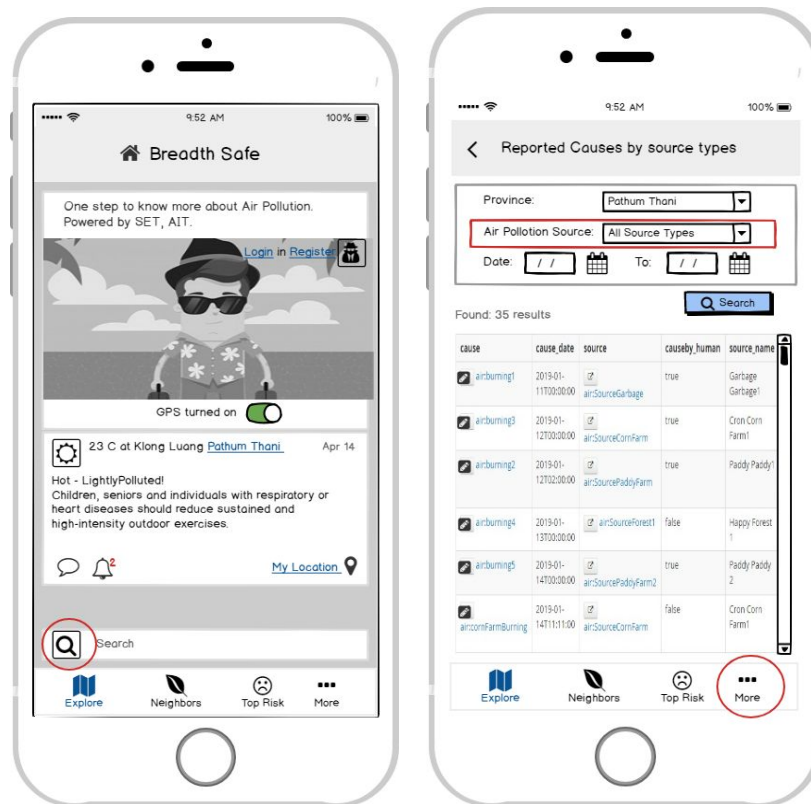 9:52 AM 100%
Breadth Safe
One step to know more about Air Pollution.
Powered by SET, AIT.
Login in Register
GPS turned on
23 C at Klong Luang Pathum Thani Apr 14
Hot - LightlyPolluted!
Children, seniors and individuals with respiratory or
heart diseases should reduce sustained and
high-intensity outdoor exercises.
2
My Location
Search
Explore Neighbors Top Risk More
9:52 AM 100%
Reported Causes by source types
Province: Pathum Thani
Air Pollotion Source: All Source Types
Date: / / To: / /
Search
Found: 35 results
cause cause_date source causeby_human source_name
air:burning1 2019-01-11T00:00:00 air:SourceGarbage true Garbage Garbage1
air:burning3 2019-01-12T00:00:00 air:SourceCornFarm true Cron Corn Farm1
air:burning2 2019-01-12T02:00:00 air:SourcePaddyFarm true Paddy Paddy1
air:burning4 2019-01-13T00:00:00 air:SourceForest1 false Happy Forest 1
air:burning5 2019-01-14T00:00:00 air:SourcePaddyFarm2 true Paddy Paddy 2
air:cornFarmBurning 2019-01-14T11:11:00 air:SourceCornFarm false Cron Corn Farm1
Explore Neighbors Top Risk More